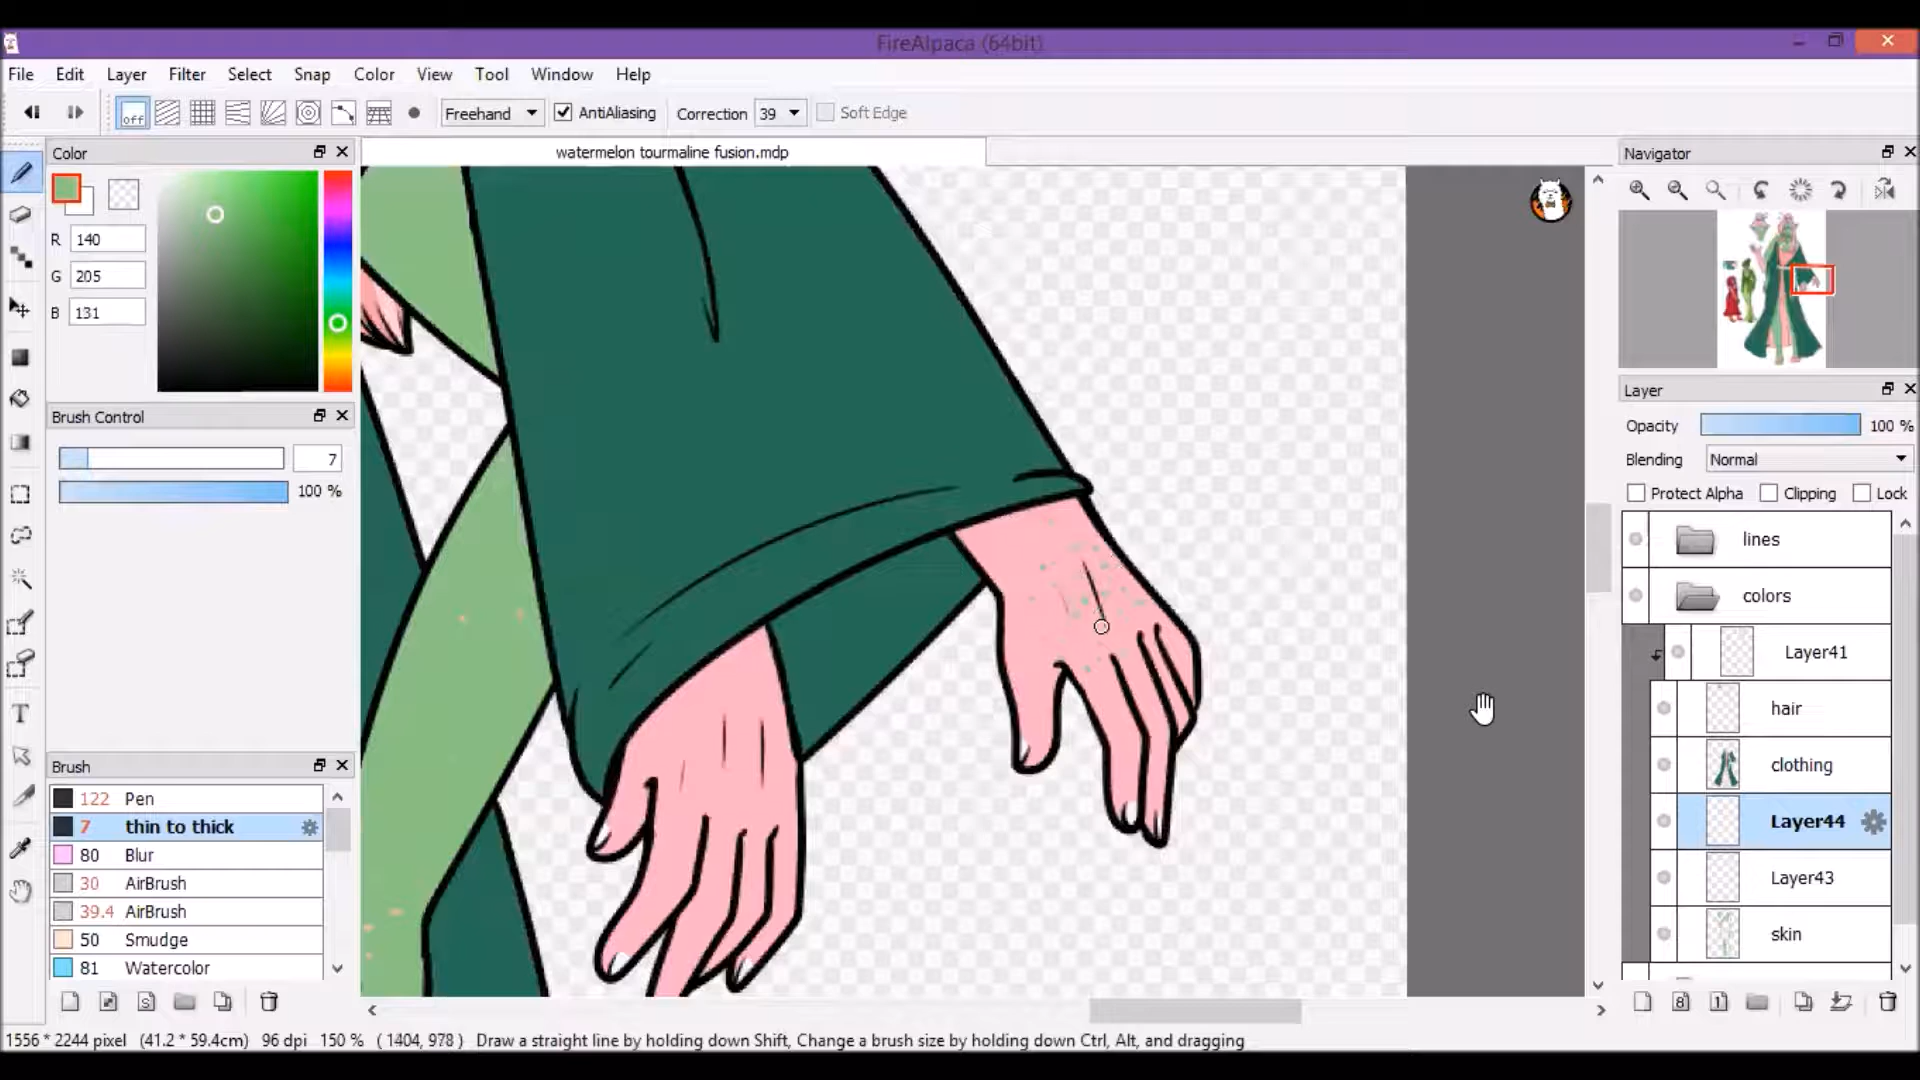 FireAlpaca (64bit)
File Edit Layer Filter Select Snap Color View Tool Window Help
off Freehand AntiAliasing Correction 39 Soft Edge
Color
watermelon tourmaline fusion.mdp
Navigator
R 140
G 205
B 131
Brush Control
7
100 %
Layer
Opacity 100 %
Blending Normal
Protect Alpha Clipping Lock
lines
colors
Layer41
hair
clothing
Layer44
Layer43
skin
Brush
122 Pen
7 thin to thick
80 Blur
30 AirBrush
39.4 AirBrush
50 Smudge
81 Watercolor
1556 * 2244 pixel (41.2 * 59.4cm) 96 dpi 150 % ( 1404, 978 ) Draw a straight line by holding down Shift, Change a brush size by holding down Ctrl, Alt, and dragging